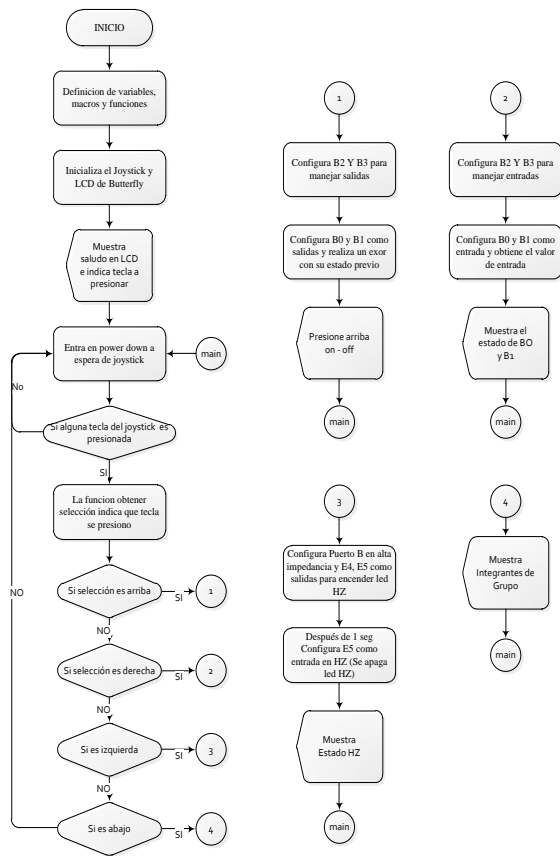 INICIO
Definicion de variables,
macros y funciones
Inicializa el Joystick y
LCD de Butterfly
Muestra
saludo en LCD
e indica tecla a
presionar
Entra en power down a
espera de joystick
main
No
Si alguna tecla del joystick es
presionada
SI
La funcion obtener
selección indica que tecla
se presiono
Si selección es arriba
SI
1
NO
NO
Si selección es derecha
SI
2
NO
Si es izquierda
SI
3
NO
Si es abajo
SI
4
1
Configura B2 Y B3 para
manejar salidas
Configura B0 y B1 como
salidas y realiza un exor
con su estado previo
Presione arriba
on - off
main
2
Configura B2 Y B3 para
manejar entradas
Configura B0 y B1 como
entrada y obtiene el valor
de entrada
Muestra el
estado de BO
y B1
main
3
Configura Puerto B en alta
impedancia y E4, E5 como
salidas para encender led
HZ
Después de 1 seg
Configura E5 como
entrada en HZ (Se apaga
led HZ)
Muestra
Estado HZ
main
4
Muestra
Integrantes de
Grupo
main